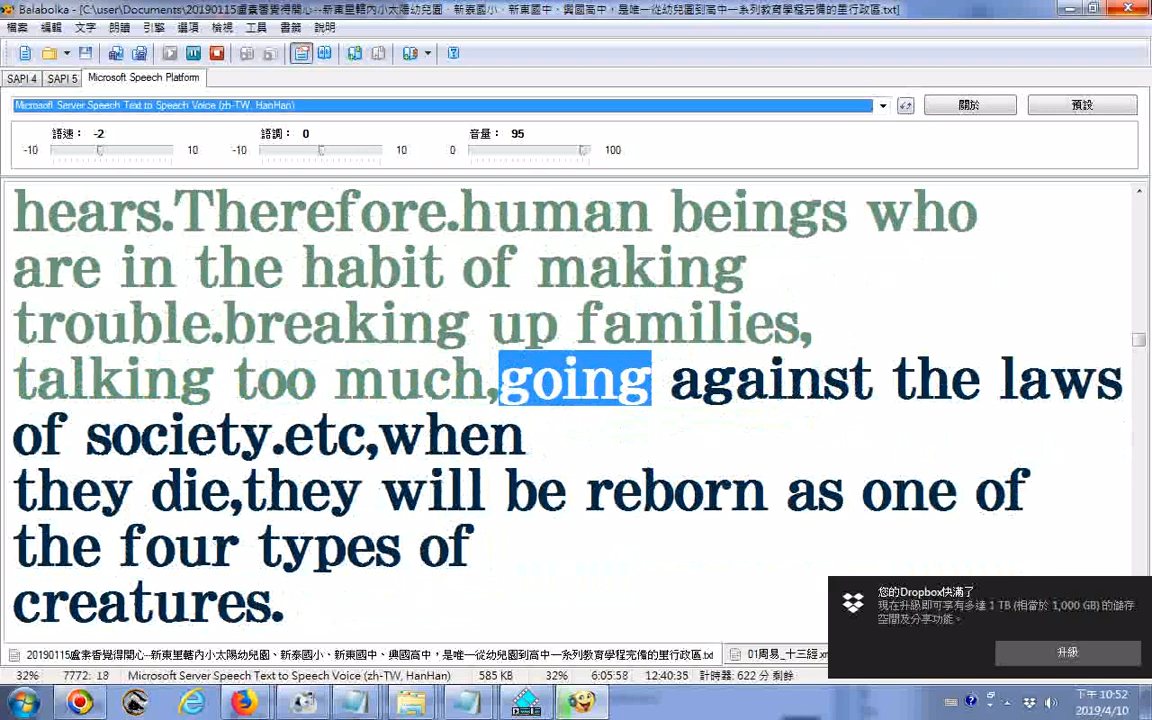 Balabolka - [C:\user\Documents\20190115盧素香覺得開心--新東里轄內小太陽幼兒園、新泰國小、新東國中、興國高中，是唯一從幼兒園到高中一系列教育學程完備的里行政區.txt]
檔案 編輯 文字 朗讀 引擎 選項 檢視 工具 書籤 說明
SAPI 4 SAPI 5 Microsoft Speech Platform
Microsoft Server Speech Text to Speech Voice (zh-TW, HanHan)
關於 預設
語速： -2 語調： 0 音量： 95
-10 10 -10 10 0 100
hears.Therefore.human beings who
are in the habit of making
trouble.breaking up families,
talking too much,going against the laws
of society.etc,when
they die,they will be reborn as one of
the four types of
creatures.
您的Dropbox快滿了
現在升級即可享有多達 1 TB (相當於 1,000 GB) 的儲存
空間及分享功能。
升級
20190115盧素香覺得開心--新東里轄內小太陽幼兒園、新泰國小、新東國中、興國高中，是唯一從幼兒園到高中一系列教育學程完備的里行政區.txt 01周易_十三經
32% 7772: 18 Microsoft Server Speech Text to Speech Voice (zh-TW, HanHan) 585 KB 32% 6:05:58 12:40:35 計時器: 622 分 剩餘
下午 10:52
2019/4/10